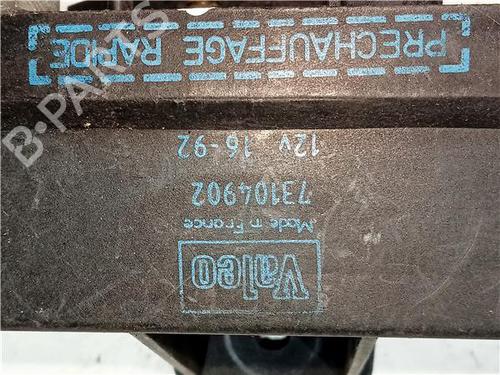 Valeo
Made in France
73104902
12v 16-92
PRECHAUFFAGE RAPIDE
B-PARTS